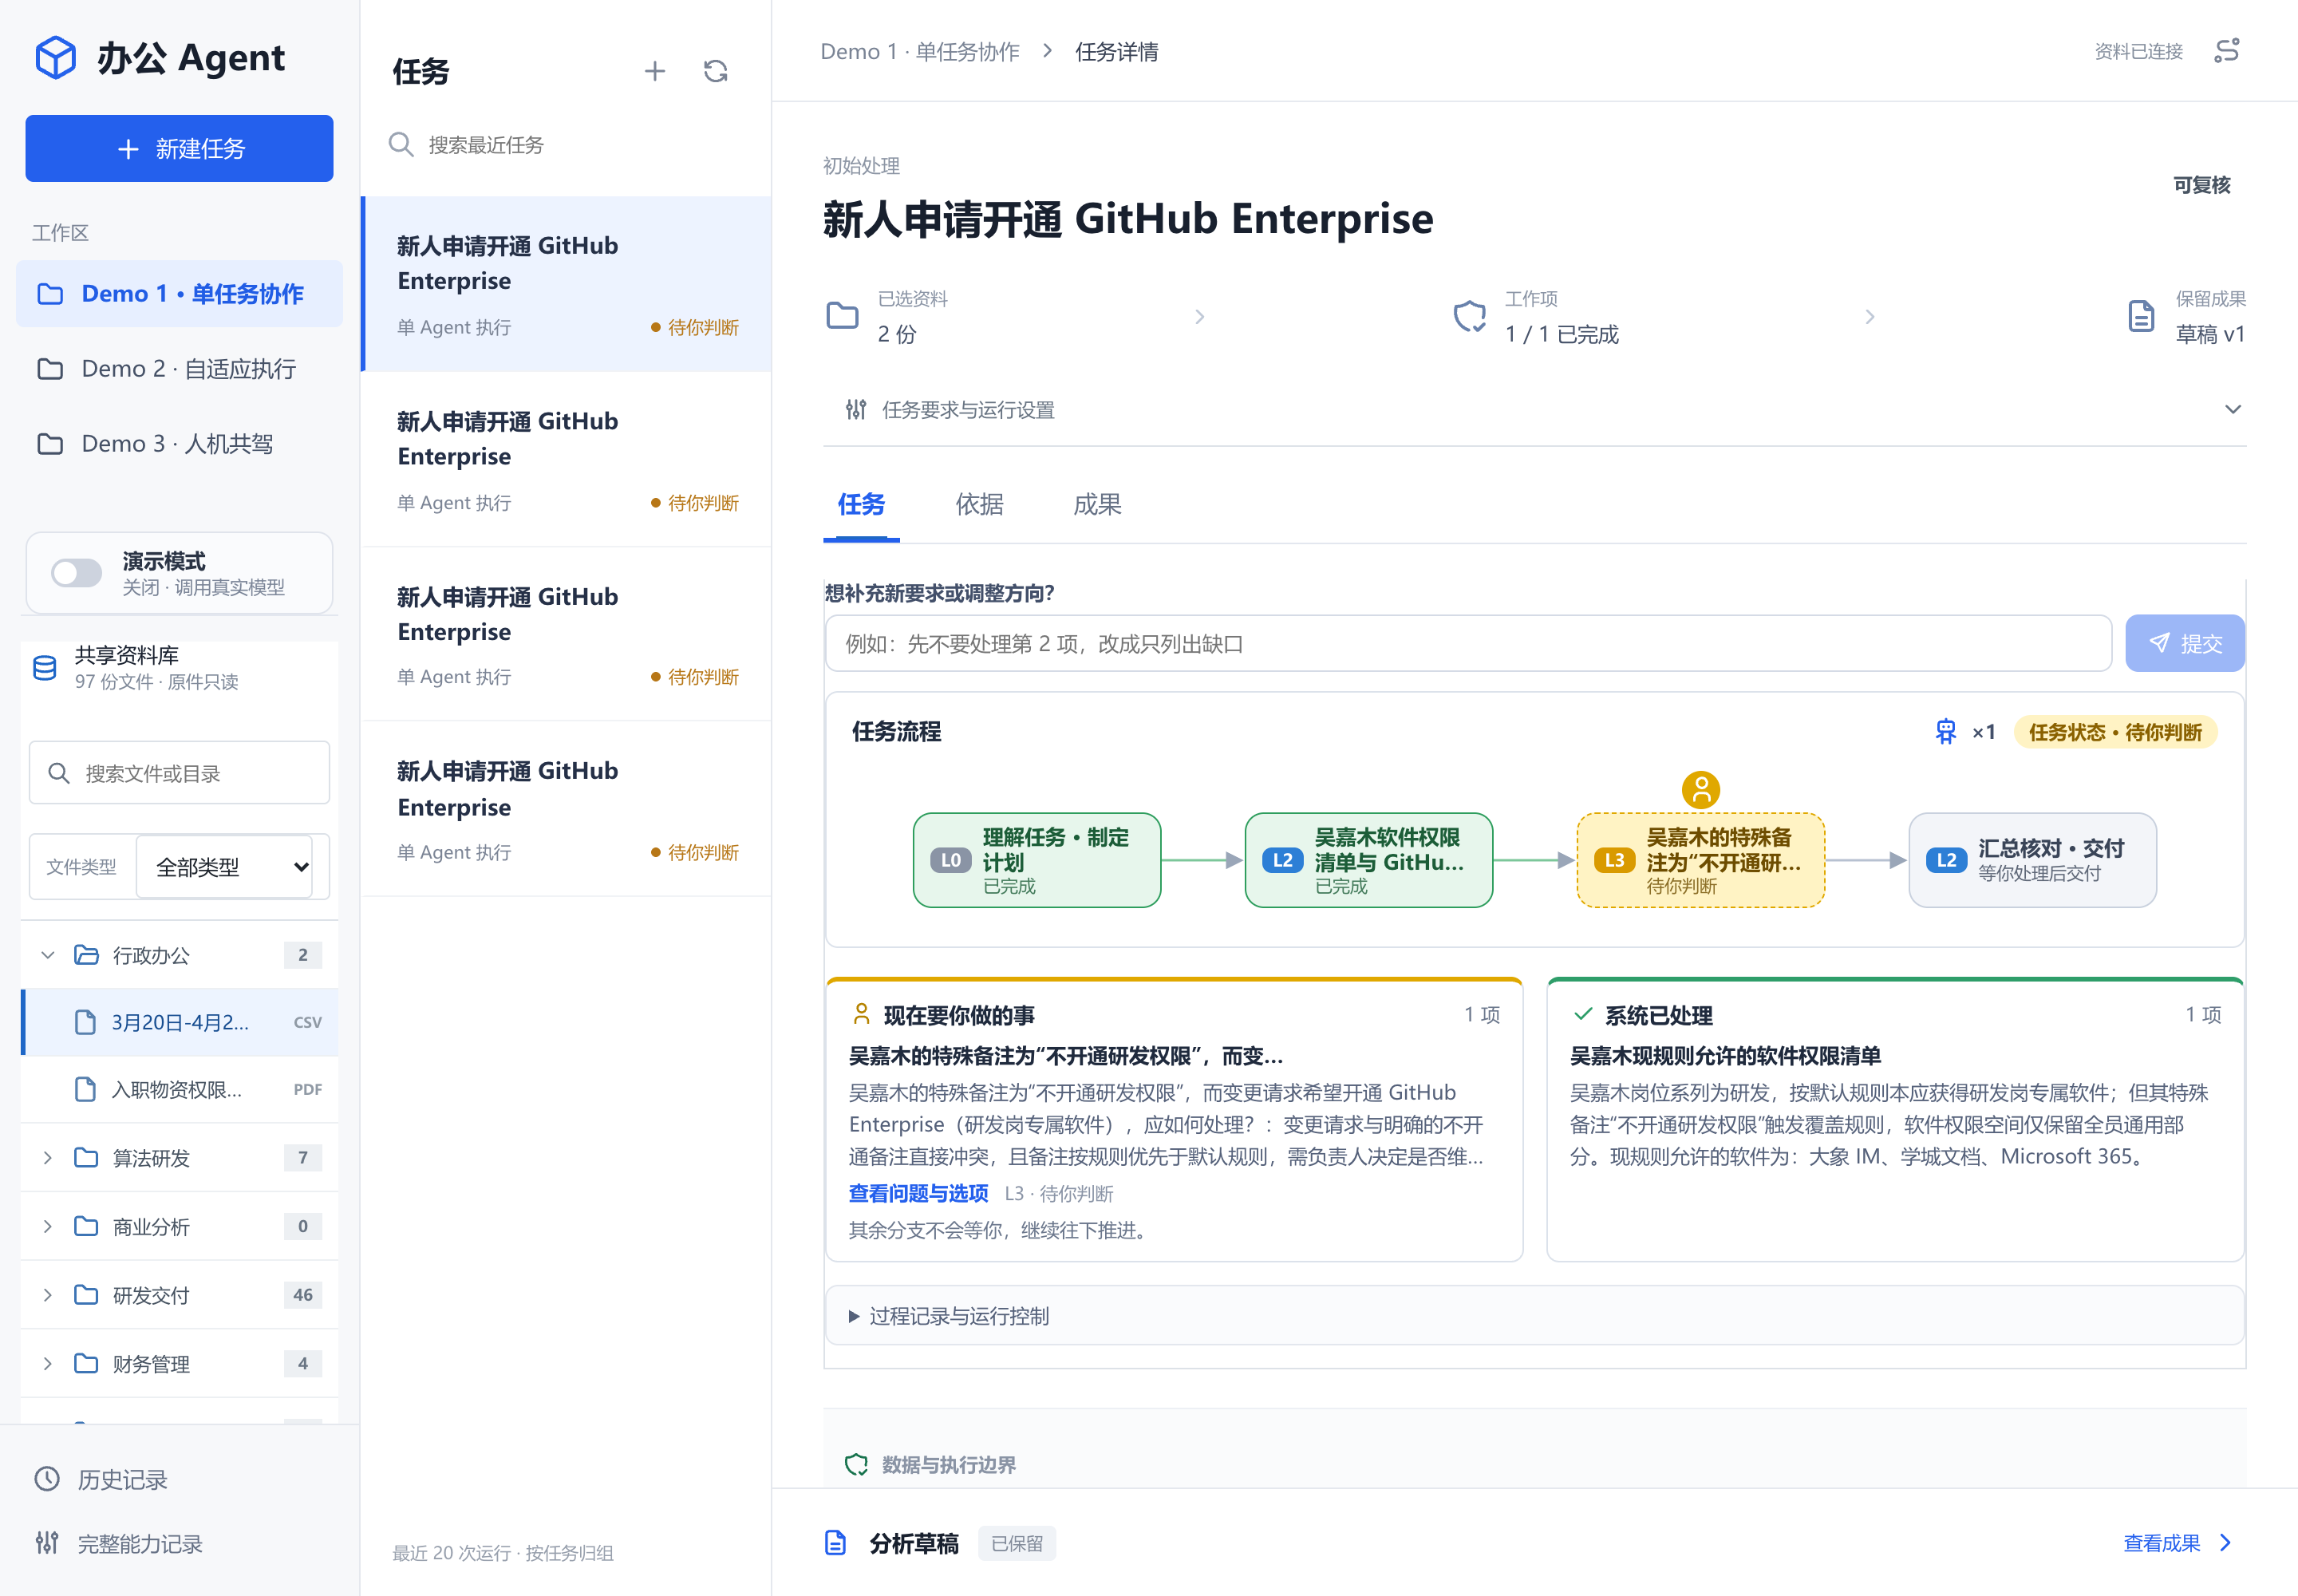 办公 Agent
新建任务
工作区
Demo 1 · 单任务协作
Demo 2 · 自适应执行
Demo 3 · 人机共驾
演示模式
关闭 · 调用真实模型
共享资料库
97 份文件 · 原件只读
搜索文件或目录
文件类型
全部类型
行政办公
2
3月20日-4月2...
CSV
入职物资权限...
PDF
算法研发
7
商业分析
0
研发交付
46
财务管理
4
历史记录
完整能力记录
任务
搜索最近任务
新人申请开通 GitHub
Enterprise
单 Agent 执行
待你判断
新人申请开通 GitHub
Enterprise
单 Agent 执行
待你判断
新人申请开通 GitHub
Enterprise
单 Agent 执行
待你判断
新人申请开通 GitHub
Enterprise
单 Agent 执行
待你判断
最近 20 次运行 · 按任务归组
Demo 1 · 单任务协作 > 任务详情
资料已连接
初始处理
新人申请开通 GitHub Enterprise
可复核
已选资料
2 份
工作项
1 / 1 已完成
保留成果
草稿 v1
任务要求与运行设置
任务
依据
成果
想补充新要求或调整方向？
例如：先不要处理第 2 项，改成只列出缺口
提交
任务流程
×1
任务状态 · 待你判断
L0
理解任务 · 制定
计划
已完成
L2
吴嘉木软件权限
清单与 GitHu...
已完成
L3
吴嘉木的特殊备
注为“不开通研...
待你判断
L2
汇总核对 · 交付
等你处理后交付
现在要你做的事
1 项
吴嘉木的特殊备注为“不开通研发权限”，而变...
吴嘉木的特殊备注为“不开通研发权限”，而变更请求希望开通 GitHub
Enterprise（研发岗专属软件），应如何处理？：变更请求与明确的不开
通备注直接冲突，且备注按规则优先于默认规则，需负责人决定是否维...
查看问题与选项
L3 · 待你判断
其余分支不会等你，继续往下推进。
系统已处理
1 项
吴嘉木现规则允许的软件权限清单
吴嘉木岗位系列为研发，按默认规则本应获得研发岗专属软件；但其特殊
备注“不开通研发权限”触发覆盖规则，软件权限空间仅保留全员通用部
分。现规则允许的软件为：大象 IM、学城文档、Microsoft 365。
过程记录与运行控制
数据与执行边界
分析草稿
已保留
查看成果